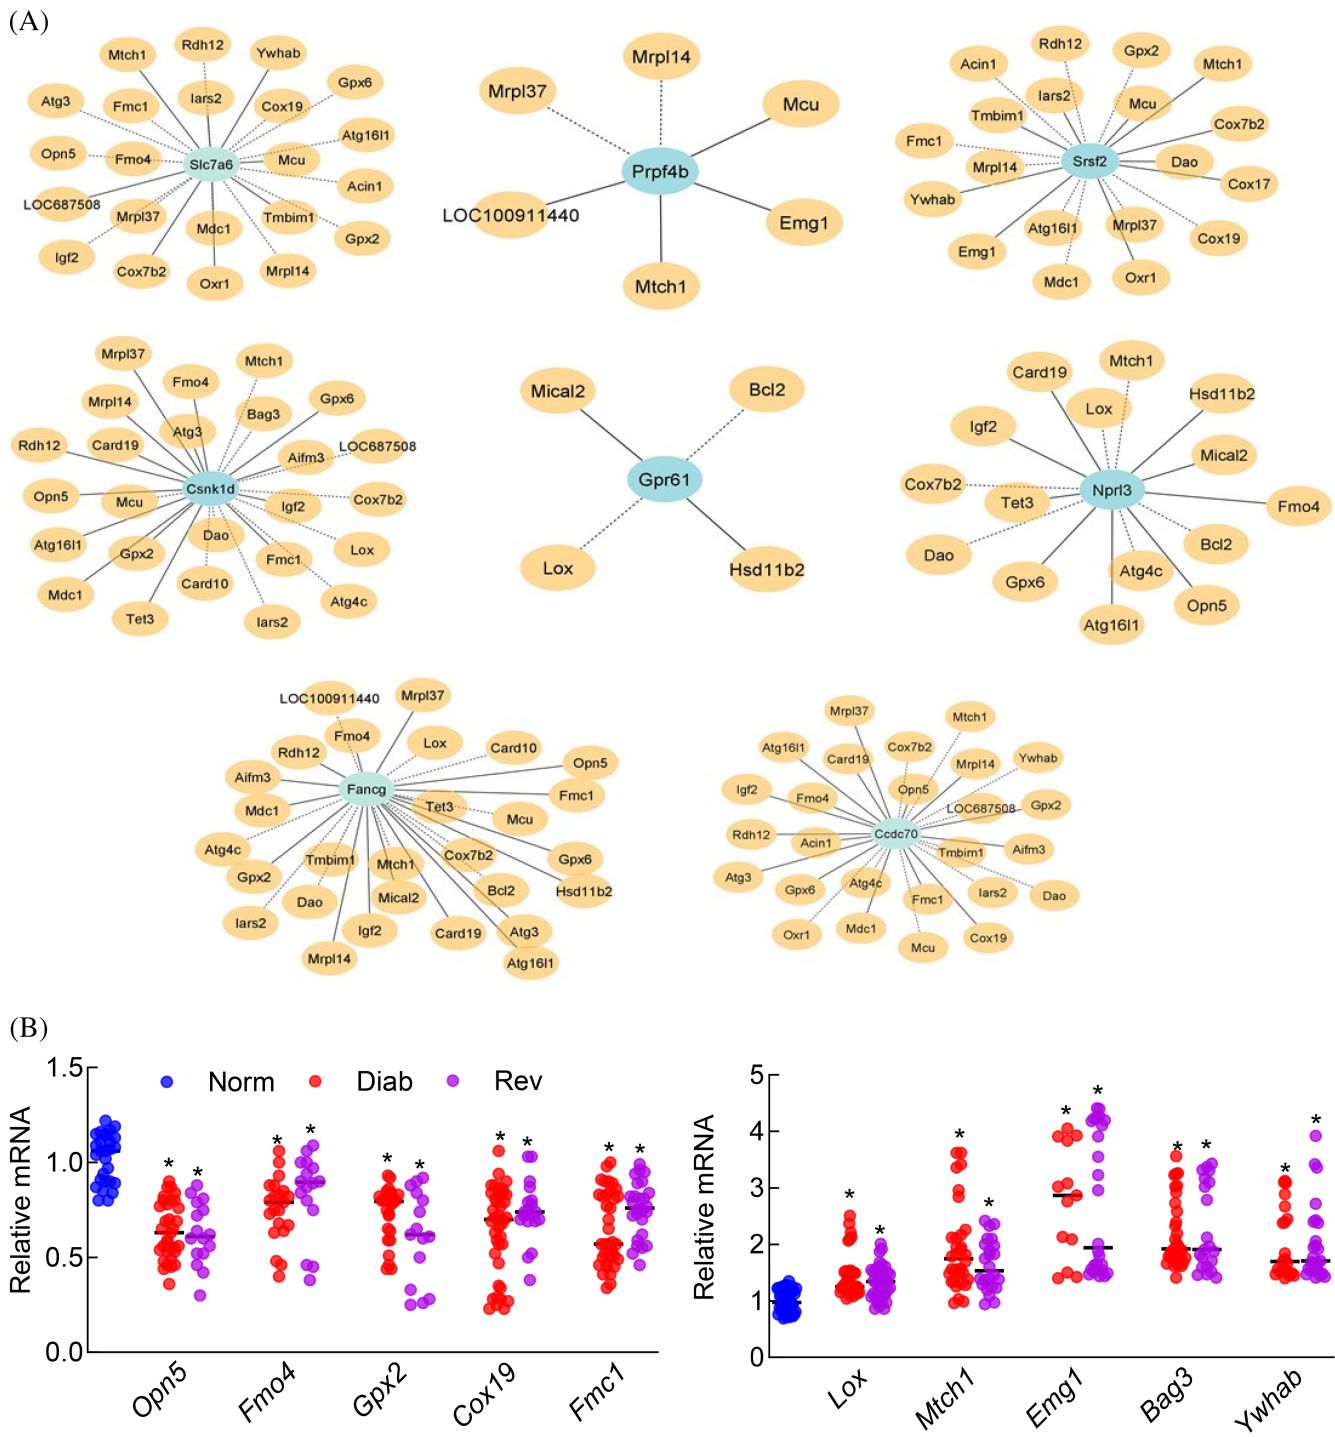 (A)
Rdh12
Mtch1
Ywhab
Gpx6
Atg3
Fmc1
Iars2
Cox19
Atg16l1
Opn5
Fmo4
Slc7a6
Mcu
Acin1
LOC687508
Mrpl37
Mdc1
Tmbim1
Gpx2
Igf2
Cox7b2
Oxr1
Mrpl14
Mrpl14
Mrpl37
Mcu
Prpf4b
LOC100911440
Emg1
Mtch1
Rdh12
Gpx2
Acin1
Mtch1
Iars2
Mcu
Tmbim1
Cox7b2
Fmc1
Mrpl14
Srsf2
Dao
Cox17
Ywhab
Atg16l1
Mrpl37
Cox19
Emg1
Mdc1
Oxr1
Mrpl37
Mtch1
Fmo4
Mrpl14
Gpx6
Bag3
Atg3
Rdh12
Card19
LOC687508
Aifm3
Csnk1d
Opn5
Mcu
Igf2
Cox7b2
Atg16l1
Gpx2
Dao
Fmc1
Lox
Mdc1
Card10
Atg4c
Tet3
Iars2
Mical2
Bcl2
Gpr61
Lox
Hsd11b2
Mtch1
Card19
Hsd11b2
Lox
Igf2
Mical2
Cox7b2
Tet3
Nprl3
Fmo4
Dao
Bcl2
Gpx6
Atg4c
Opn5
Atg16l1
LOC100911440
Mrpl37
Fmo4
Lox
Card10
Rdh12
Opn5
Aifm3
Fancg
Fmc1
Mdc1
Tet3
Mcu
Atg4c
Tmbim1
Mtch1
Cox7b2
Gpx6
Gpx2
Bcl2
Hsd11b2
Dao
Mical2
Iars2
Igf2
Card19
Atg3
Mrpl14
Atg16l1
Mrpl37
Mtch1
Atg16l1
Card19
Cox7b2
Mrpl14
Ywhab
Igf2
Fmo4
Opn5
LOC687508
Gpx2
Rdh12
Acin1
Ccdc70
Tmbim1
Aifm3
Atg3
Gpx6
Atg4c
Fmc1
Iars2
Dao
Oxr1
Mdc1
Mcu
Cox19
(B)
Relative mRNA
1.5
1.0
0.5
0.0
Norm Diab Rev
* * * * * * * * * *
Opn5 Fmo4 Gpx2 Cox19 Fmc1
Relative mRNA
5
4
3
2
1
0
* * * * * * * * * *
Lox Mtch1 Emg1 Bag3 Ywhab